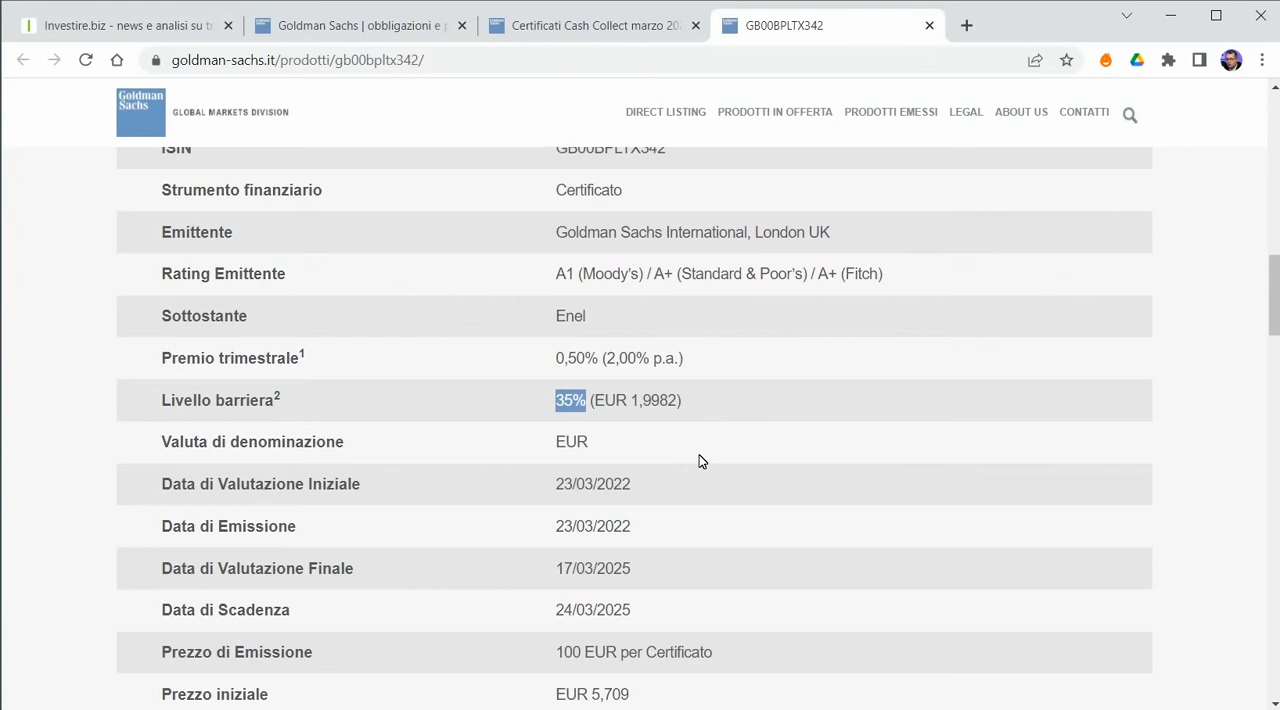 Investire.biz - news e analisi su tr
Goldman Sachs | obbligazioni e p
Certificati Cash Collect marzo 202
GB00BPLTX342
goldman-sachs.it/prodotti/gb00bpltx342/
Goldman
Sachs
GLOBAL MARKETS DIVISION
DIRECT LISTING PRODOTTI IN OFFERTA PRODOTTI EMESSI LEGAL ABOUT US CONTATTI
ISIN GB00BPLTX342
Strumento finanziario Certificato
Emittente Goldman Sachs International, London UK
Rating Emittente A1 (Moody's) / A+ (Standard & Poor's) / A+ (Fitch)
Sottostante Enel
Premio trimestrale1 0,50% (2,00% p.a.)
Livello barriera2 35% (EUR 1,9982)
Valuta di denominazione EUR
Data di Valutazione Iniziale 23/03/2022
Data di Emissione 23/03/2022
Data di Valutazione Finale 17/03/2025
Data di Scadenza 24/03/2025
Prezzo di Emissione 100 EUR per Certificato
Prezzo iniziale EUR 5,709